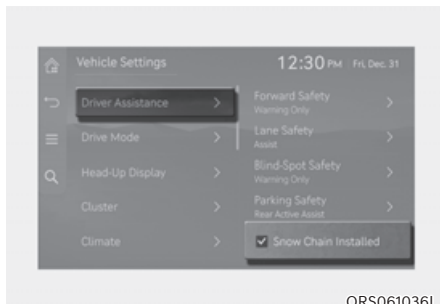 Vehicle Settings
12:30 PM Fri, Dec. 31
Driver Assistance
Drive Mode
Head-Up Display
Cluster
Climate
Forward Safety
Warning Only
Lane Safety
Assist
Blind-Spot Safety
Warning Only
Parking Safety
Rear Active Assist
Snow Chain Installed
ORS061036L